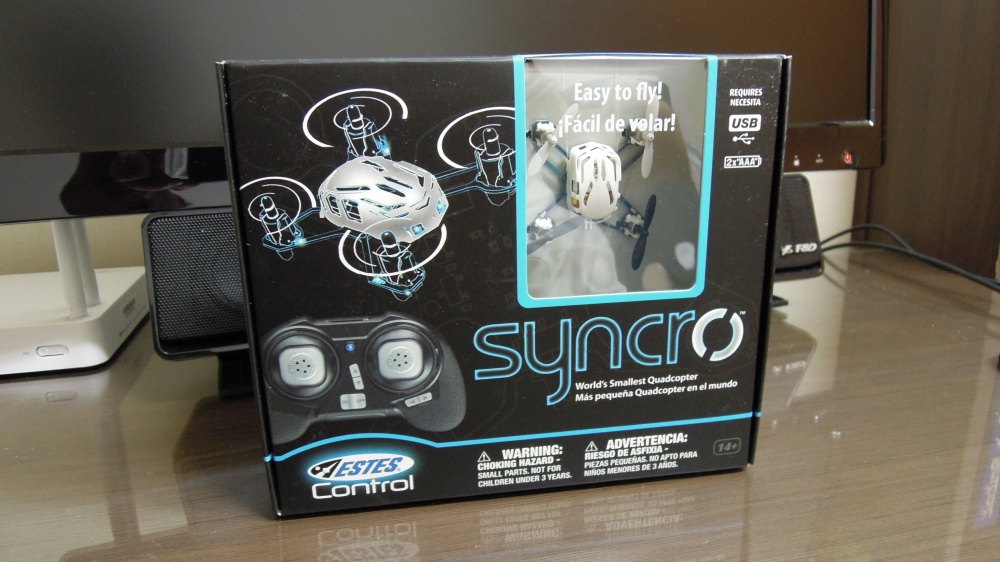 Easy to fly!
¡Fácil de volar!
REQUIRES
NECESITA
USB
2x"AAA"
syncro™
World's Smallest Quadcopter
Más pequeña Quadcopter en el mundo
ESTES
Control
WARNING:
CHOKING HAZARD -
SMALL PARTS. NOT FOR
CHILDREN UNDER 3 YEARS.
ADVERTENCIA:
RIESGO DE ASFIXIA -
PIEZAS PEQUEÑAS. NO APTO PARA
NIÑOS MENORES DE 3 AÑOS.
14+
F&D